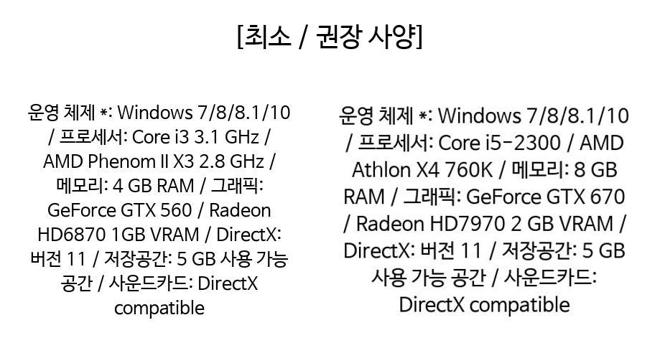 [최소 / 권장 사양]
운영 체제 *: Windows 7/8/8.1/10
/ 프로세서: Core i3 3.1 GHz /
AMD Phenom II X3 2.8 GHz /
메모리: 4 GB RAM / 그래픽:
GeForce GTX 560 / Radeon
HD6870 1GB VRAM / DirectX:
버전 11 / 저장공간: 5 GB 사용 가능
공간 / 사운드카드: DirectX
compatible
운영 체제 *: Windows 7/8/8.1/10
/ 프로세서: Core i5-2300 / AMD
Athlon X4 760K / 메모리: 8 GB
RAM / 그래픽: GeForce GTX 670
/ Radeon HD7970 2 GB VRAM /
DirectX: 버전 11 / 저장공간: 5 GB
사용 가능 공간 / 사운드카드:
DirectX compatible